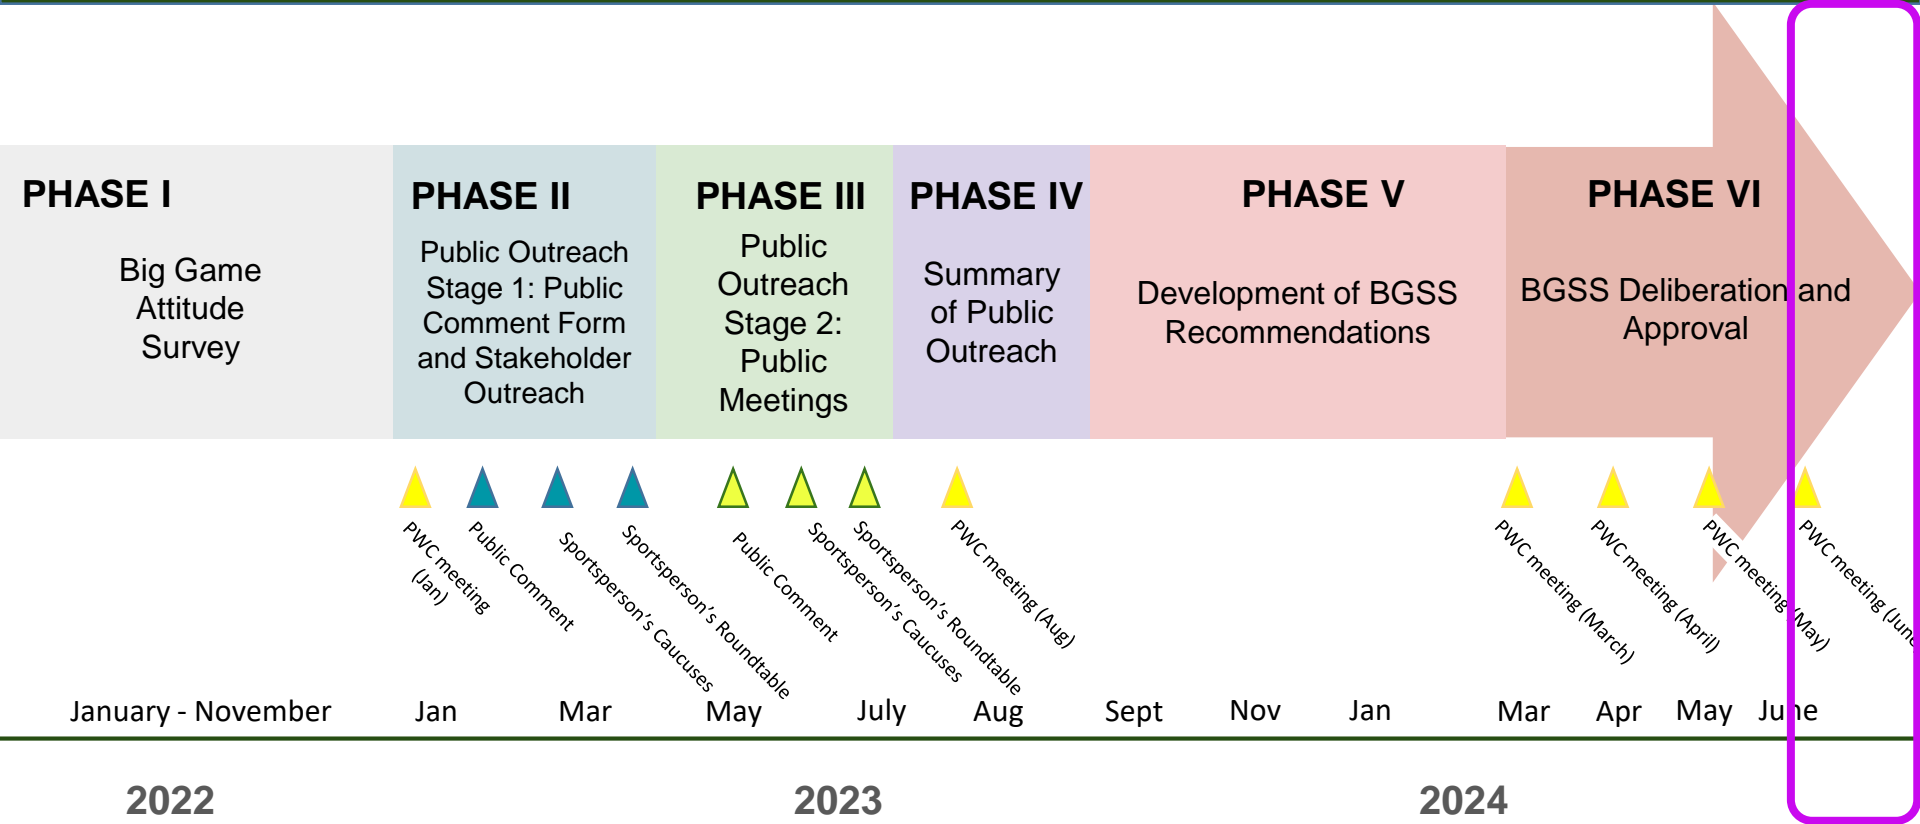 PHASE I
Big Game
Attitude
Survey
PHASE II
Public Outreach
Stage 1: Public
Comment Form
and Stakeholder
Outreach
PHASE III
Public
Outreach
Stage 2:
Public
Meetings
PHASE IV
Summary
of Public
Outreach
PHASE V
Development of BGSS
Recommendations
PHASE VI
BGSS Deliberation and
Approval
PWC meeting
(Jan)
Public Comment
Sportsperson's Caucuses
Sportsperson's Roundtable
Public Comment
Sportsperson's Caucuses
Sportsperson's Roundtable
PWC meeting (Aug)
PWC meeting (March)
PWC meeting (April)
PWC meeting (May)
PWC meeting (June
January - November
Jan
Mar
May
July
Aug
Sept
Nov
Jan
Mar
Apr
May
June
2022
2023
2024